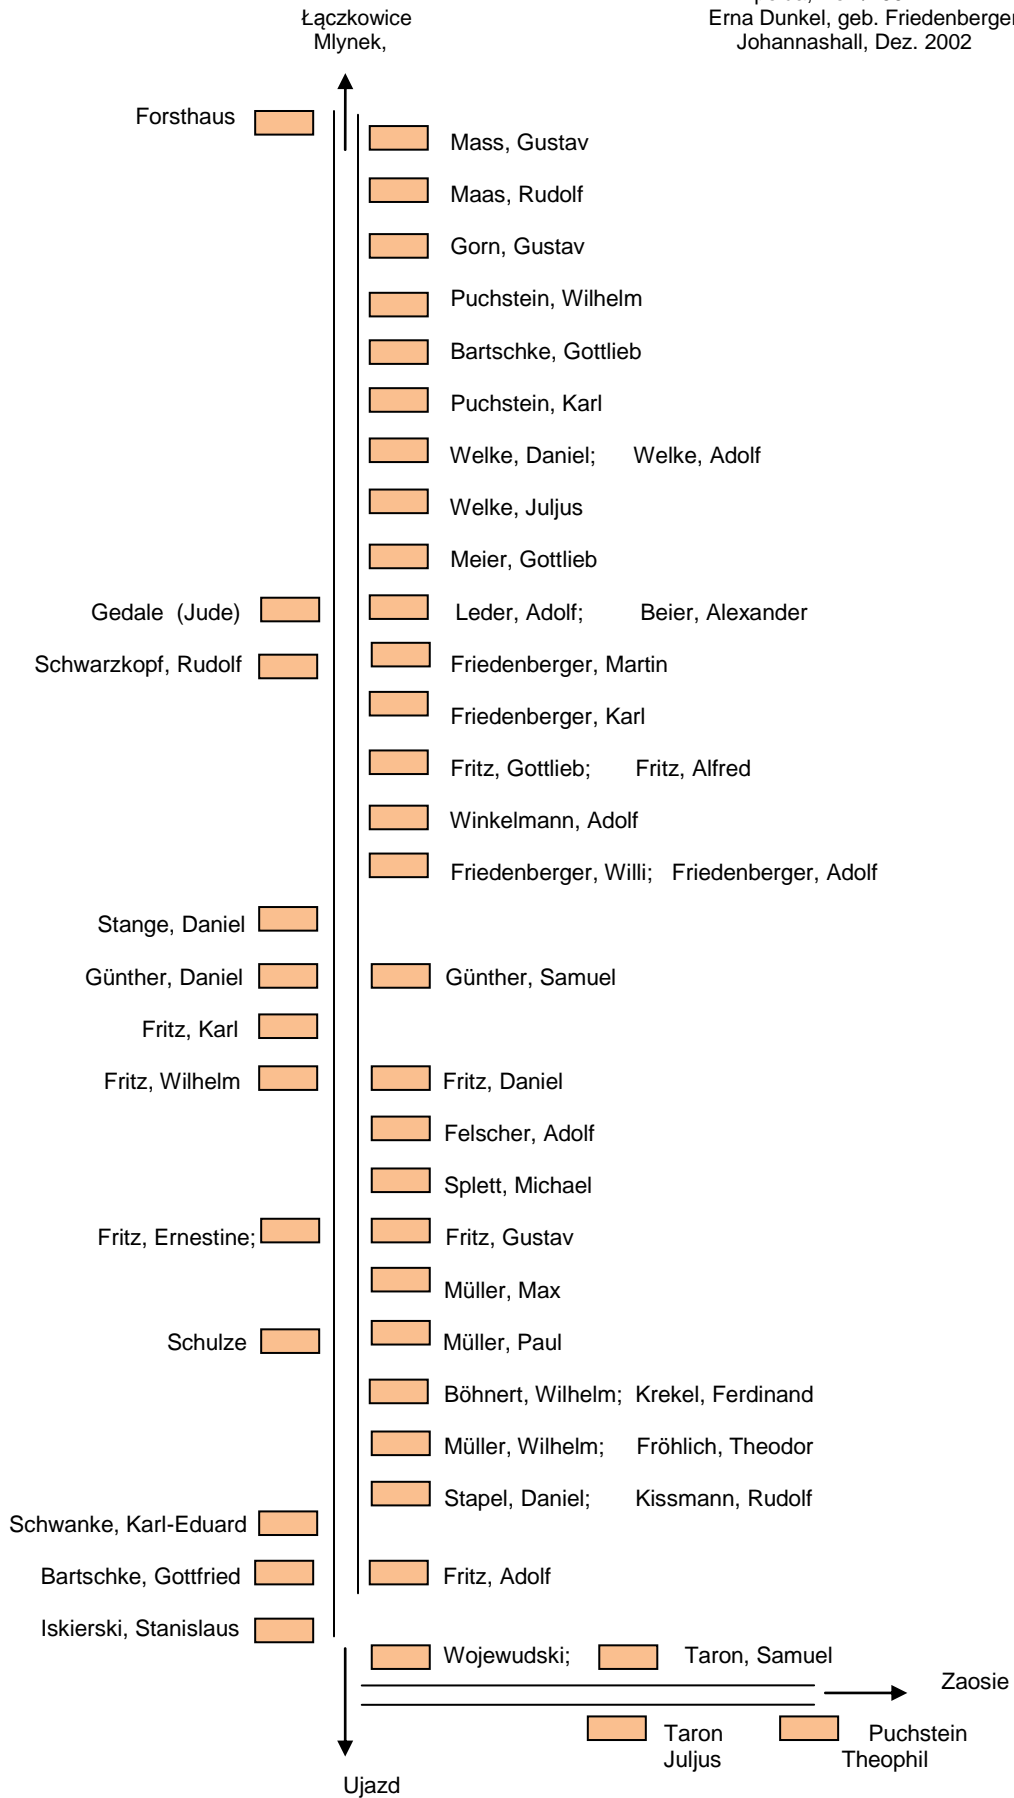 Łączkowice
Mlynek,
Erna Dunkel, geb. Friedenberger
Johannashall, Dez. 2002
Forsthaus
Mass, Gustav
Maas, Rudolf
Gorn, Gustav
Puchstein, Wilhelm
Bartschke, Gottlieb
Puchstein, Karl
Welke, Daniel; Welke, Adolf
Welke, Juljus
Meier, Gottlieb
Gedale (Jude) Leder, Adolf; Beier, Alexander
Schwarzkopf, Rudolf Friedenberger, Martin
Friedenberger, Karl
Fritz, Gottlieb; Fritz, Alfred
Winkelmann, Adolf
Friedenberger, Willi; Friedenberger, Adolf
Stange, Daniel
Günther, Daniel Günther, Samuel
Fritz, Karl
Fritz, Wilhelm Fritz, Daniel
Felscher, Adolf
Splett, Michael
Fritz, Ernestine; Fritz, Gustav
Müller, Max
Schulze Müller, Paul
Böhnert, Wilhelm; Krekel, Ferdinand
Müller, Wilhelm; Fröhlich, Theodor
Stapel, Daniel; Kissmann, Rudolf
Schwanke, Karl-Eduard
Bartschke, Gottfried Fritz, Adolf
Iskierski, Stanislaus
Wojewudski; Taron, Samuel
Zaosie
Taron Puchstein
Juljus Theophil
Ujazd